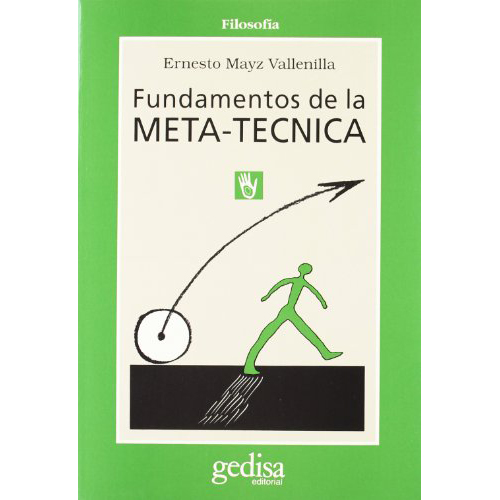 Filosofía
Ernesto Mayz Vallenilla
Fundamentos de la
META-TECNICA
gedisa
editorial